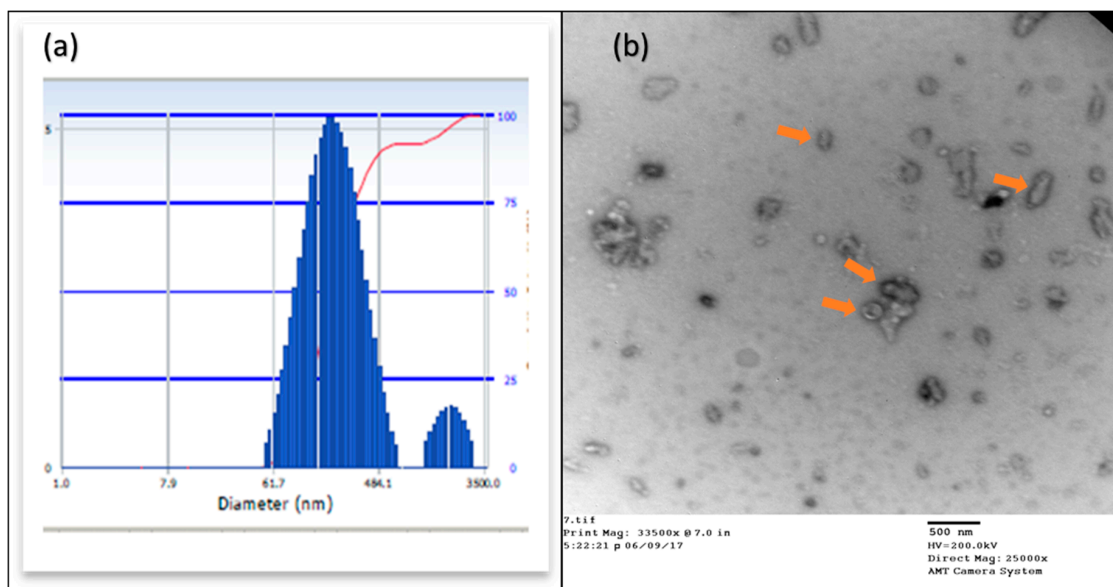 (a)
100
5
75
50
25
0 0
1.0 7.9 61.7 484.1 3500.0
Diameter (nm)
(b)
7.tif
Print Mag: 33500x @ 7.0 in
5:22:21 p 06/09/17
500 nm
HV=200.0kV
Direct Mag: 25000x
AMT Camera System